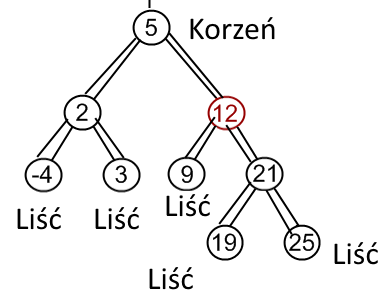 5 Korzeń
2 12
-4 3 9 21
Liść Liść Liść
19 25 Liść
Liść